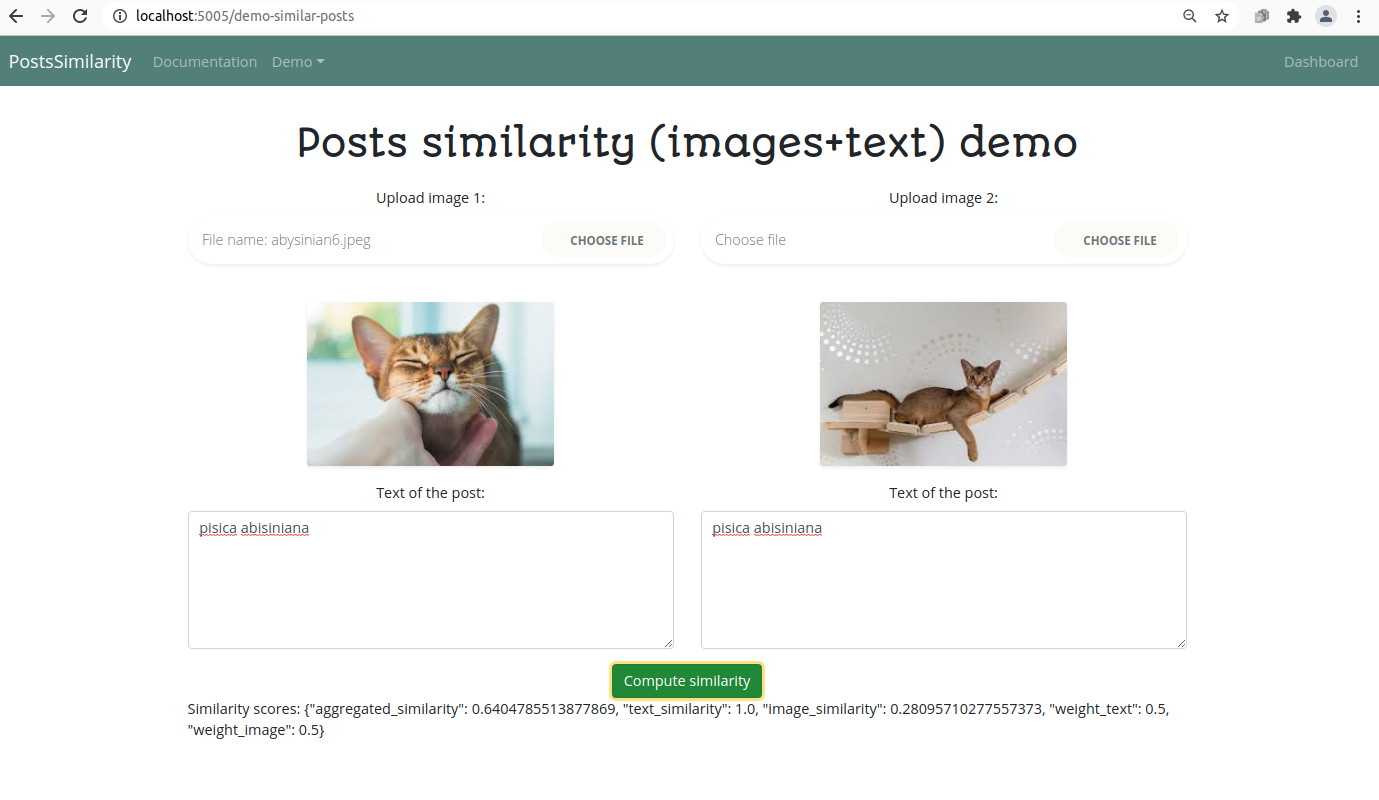 localhost:5005/demo-similar-posts
PostsSimilarity Documentation Demo Dashboard
Posts similarity (images+text) demo
Upload image 1:
Upload image 2:
File name: abysinian6.jpeg CHOOSE FILE
Choose file CHOOSE FILE
Text of the post:
Text of the post:
pisica abisiniana
pisica abisiniana
Compute similarity
Similarity scores: {"aggregated_similarity": 0.6404785513877869, "text_similarity": 1.0, "image_similarity": 0.28095710277557373, "weight_text": 0.5,
"weight_image": 0.5}